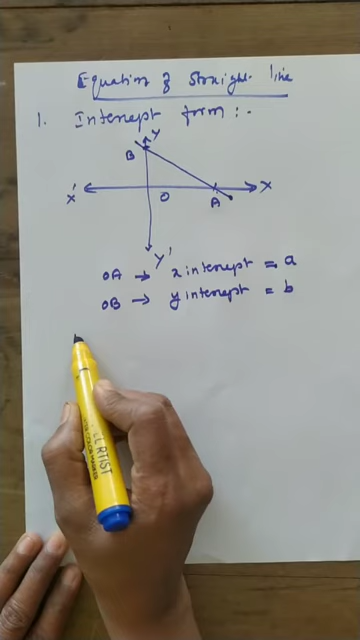 Equation of straight line
1. Intercept form :-
Y
B
X' O A X
Y'
OA → x intercept = a
OB → y intercept = b